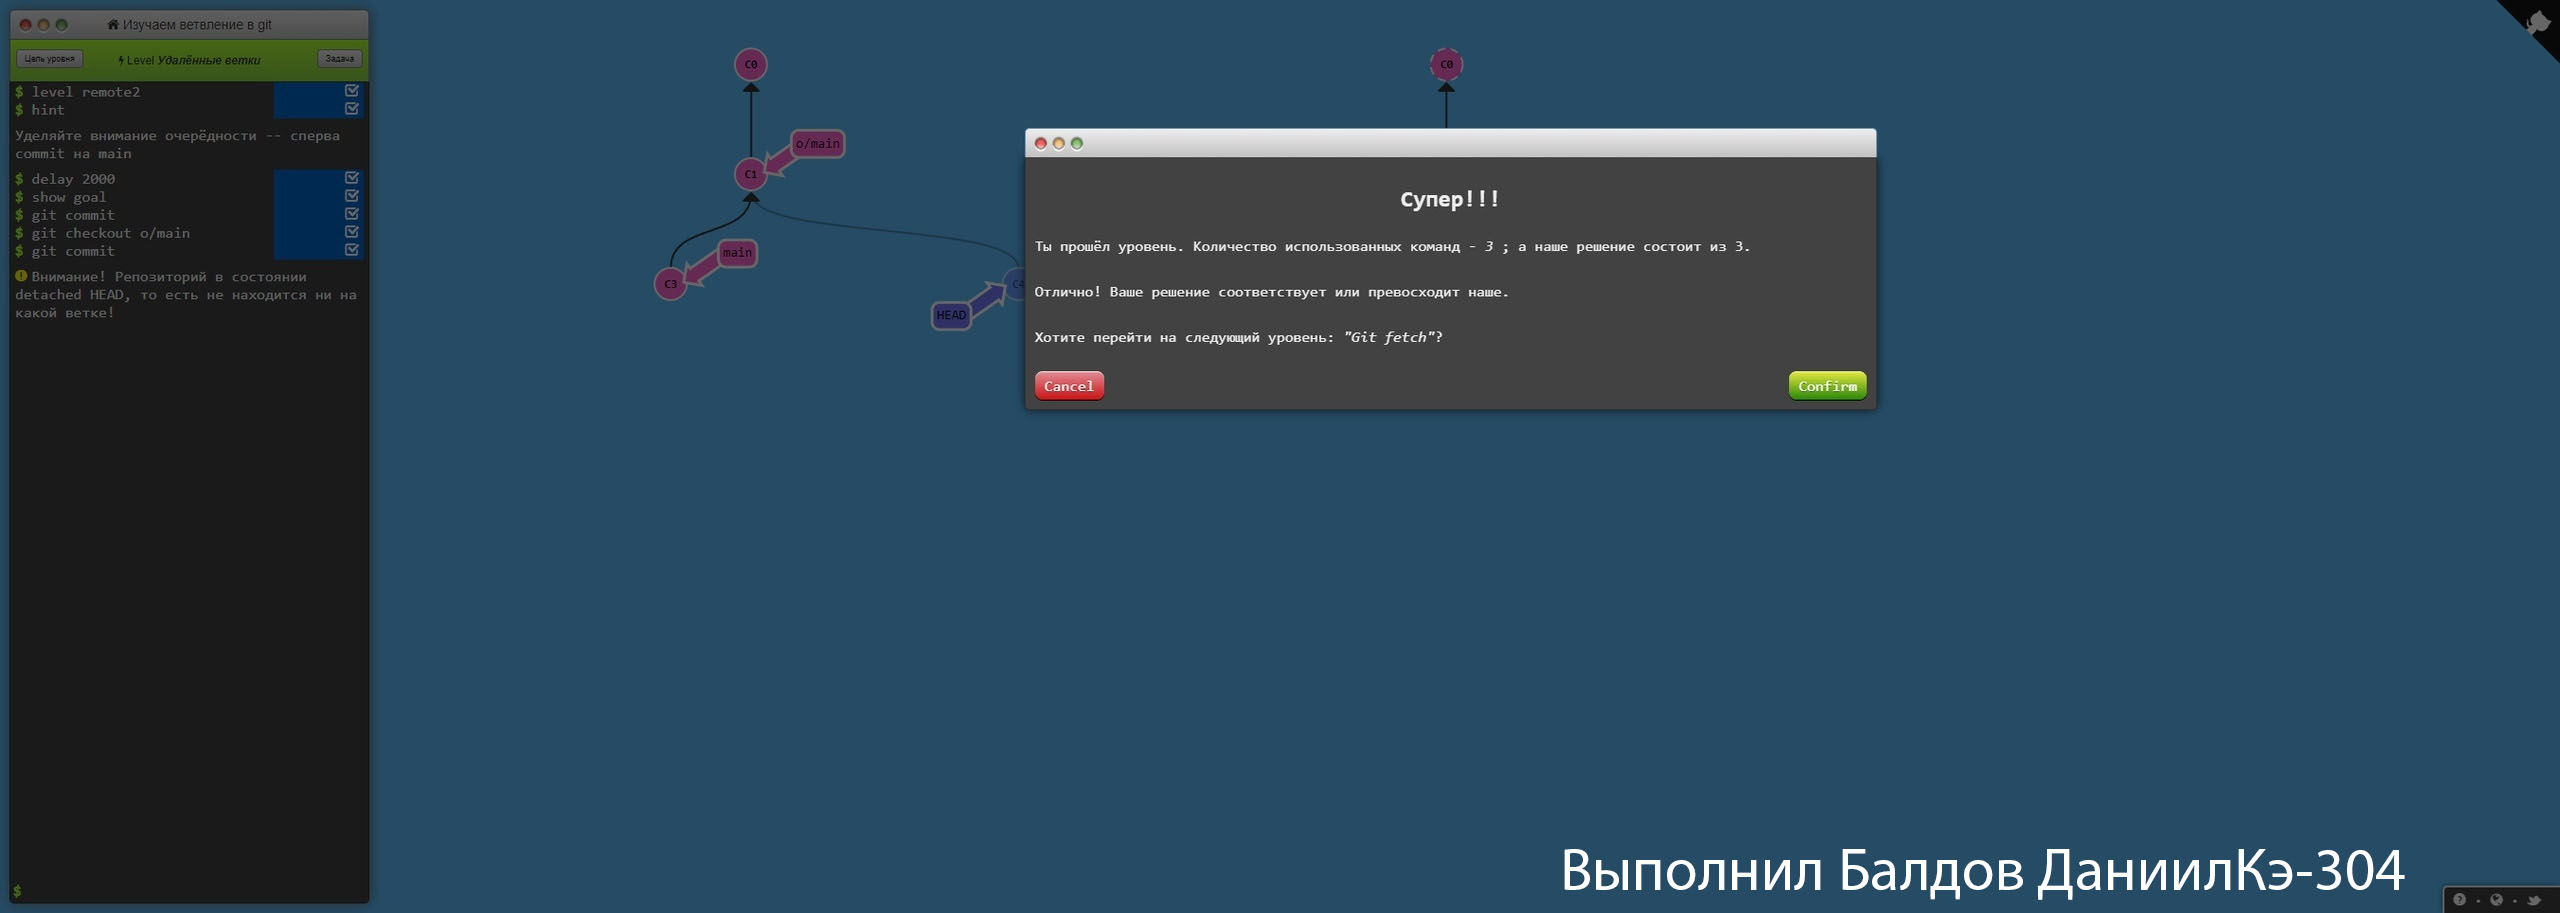 Изучаем ветвление в git
Цель уровня
Level Удалённые ветки
Задача
$ level remote2
$ hint
Уделяйте внимание очерёдности -- сперва
commit на main
$ delay 2000
$ show goal
$ git commit
$ git checkout o/main
$ git commit
Внимание! Репозиторий в состоянии
detached HEAD, то есть не находится ни на
какой ветке!
$
C0
o/main
C1
main
C3
HEAD
C4
C0
Супер!!!
Ты прошёл уровень. Количество использованных команд - 3 ; а наше решение состоит из 3.
Отлично! Ваше решение соответствует или превосходит наше.
Хотите перейти на следующий уровень: "Git fetch"?
Cancel
Confirm
Выполнил Балдов ДаниилКэ-304